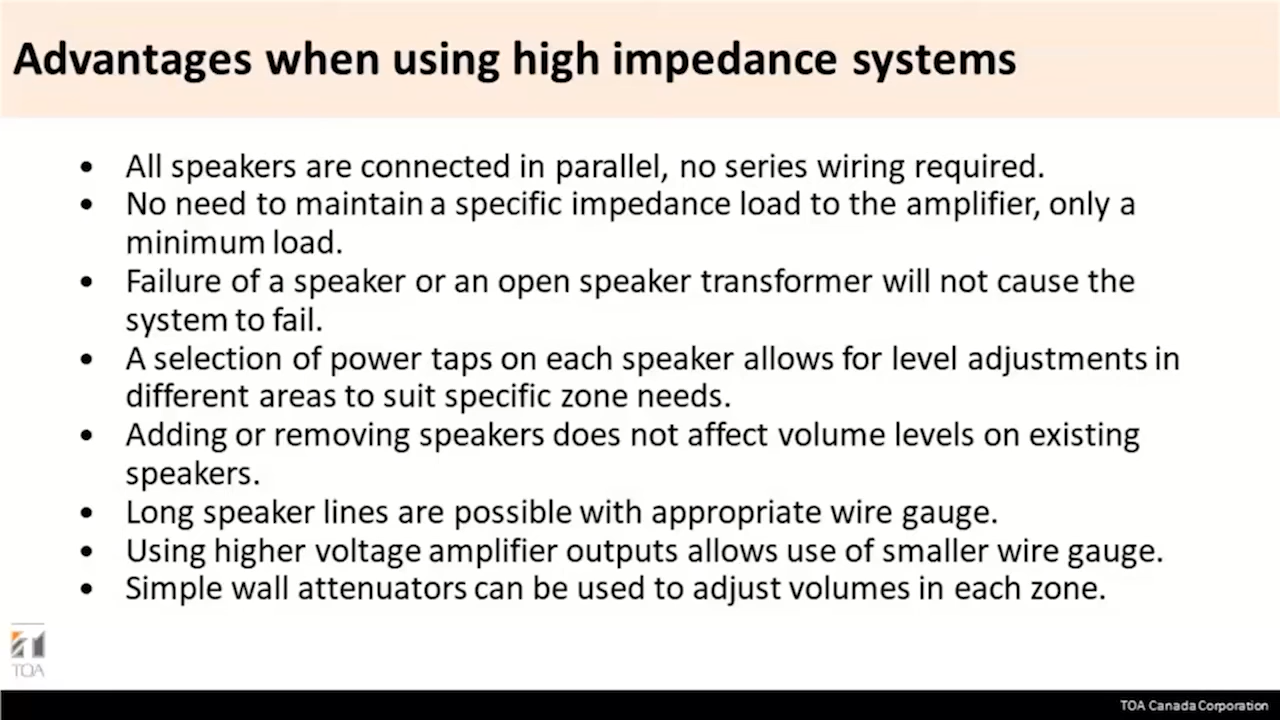 Advantages when using high impedance systems
• All speakers are connected in parallel, no series wiring required.
• No need to maintain a specific impedance load to the amplifier, only a
minimum load.
• Failure of a speaker or an open speaker transformer will not cause the
system to fail.
• A selection of power taps on each speaker allows for level adjustments in
different areas to suit specific zone needs.
• Adding or removing speakers does not affect volume levels on existing
speakers.
• Long speaker lines are possible with appropriate wire gauge.
• Using higher voltage amplifier outputs allows use of smaller wire gauge.
• Simple wall attenuators can be used to adjust volumes in each zone.
TOA
TOA Canada Corporation